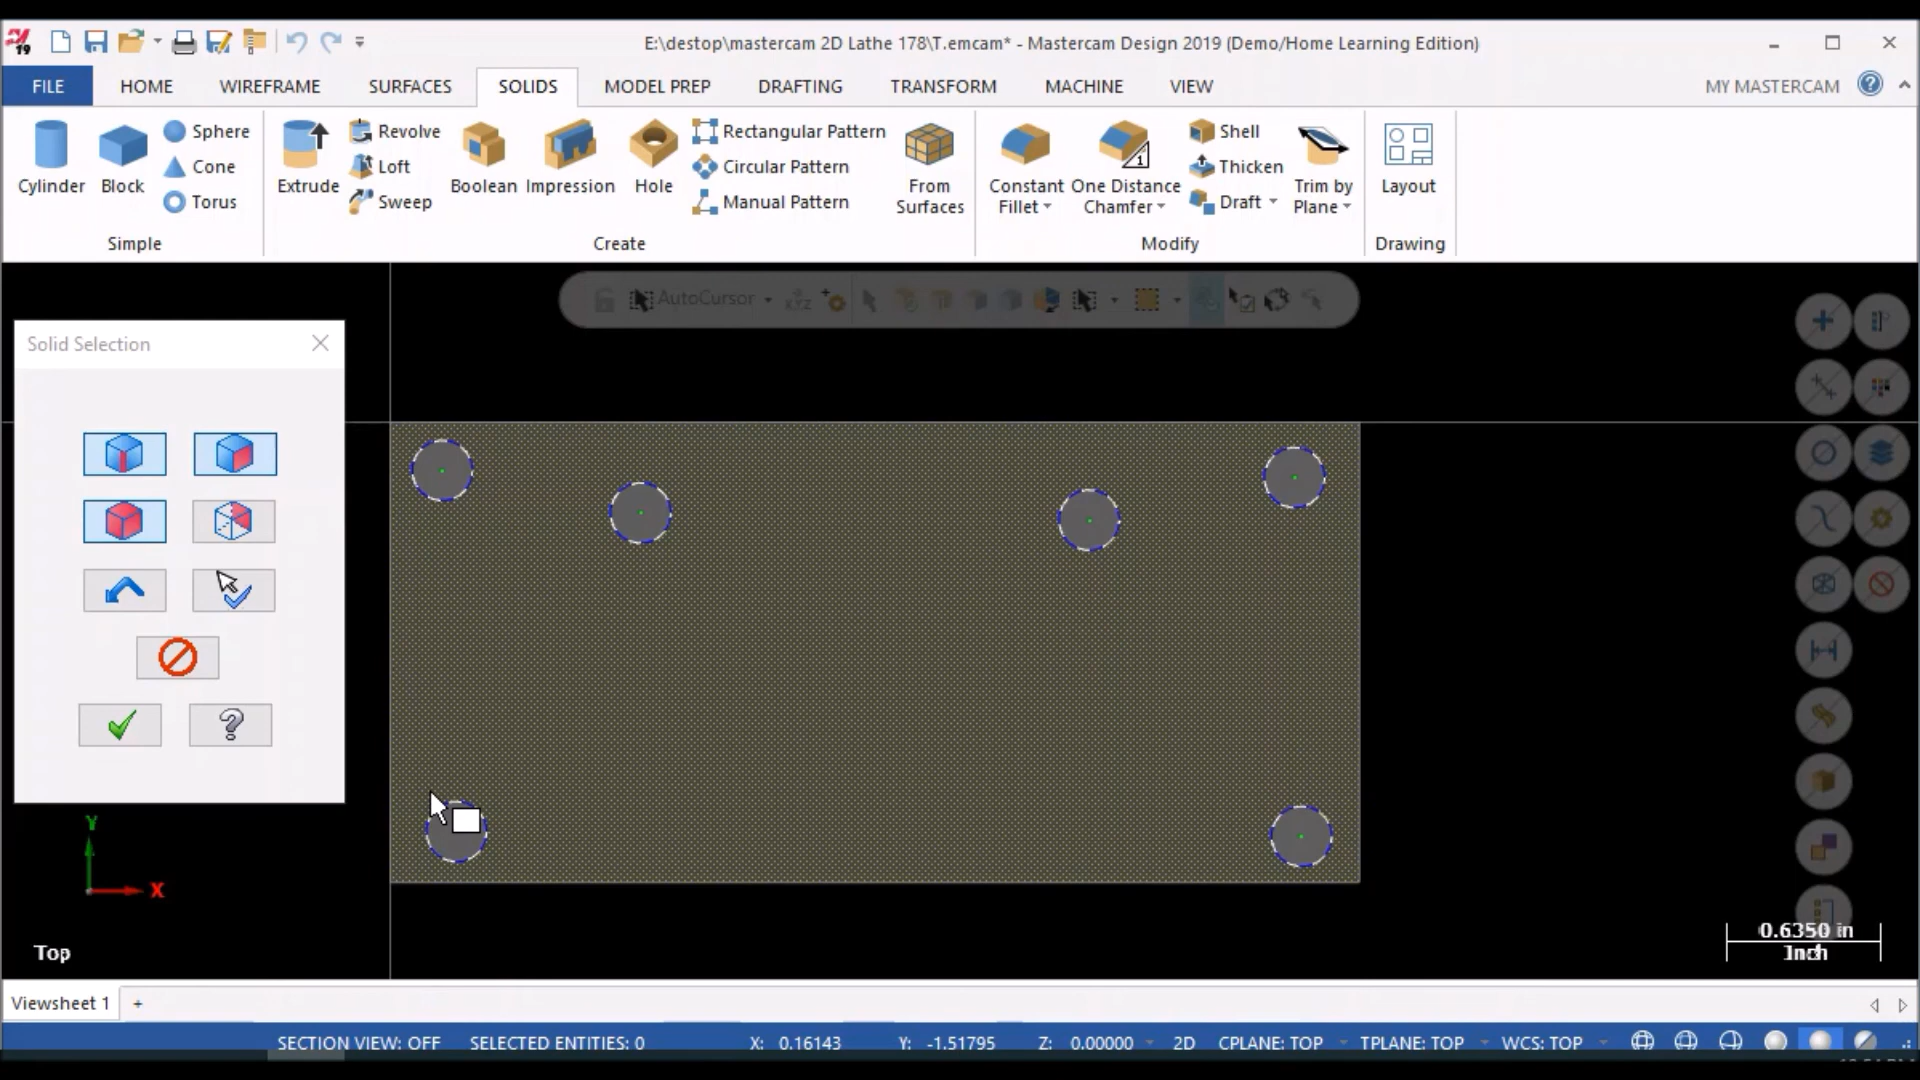 19
E:\destop\mastercam 2D Lathe 178\T.emcam* - Mastercam Design 2019 (Demo/Home Learning Edition)
FILE HOME WIREFRAME SURFACES SOLIDS MODEL PREP DRAFTING TRANSFORM MACHINE VIEW MY MASTERCAM
Cylinder
Block
Sphere
Cone
Torus
Simple
Extrude
Revolve
Loft
Sweep
Boolean
Impression
Hole
Rectangular Pattern
Circular Pattern
Manual Pattern
From
Surfaces
Create
Constant
Fillet
One Distance
Chamfer
Shell
Thicken
Draft
Trim by
Plane
Modify
Layout
Drawing
AutoCursor
XYZ
Solid Selection
Y
X
Top
0.6350 in
Inch
Viewsheet 1
SECTION VIEW: OFF SELECTED ENTITIES: 0 X: 0.16143 Y: -1.51795 Z: 0.00000 2D CPLANE: TOP TPLANE: TOP WCS: TOP